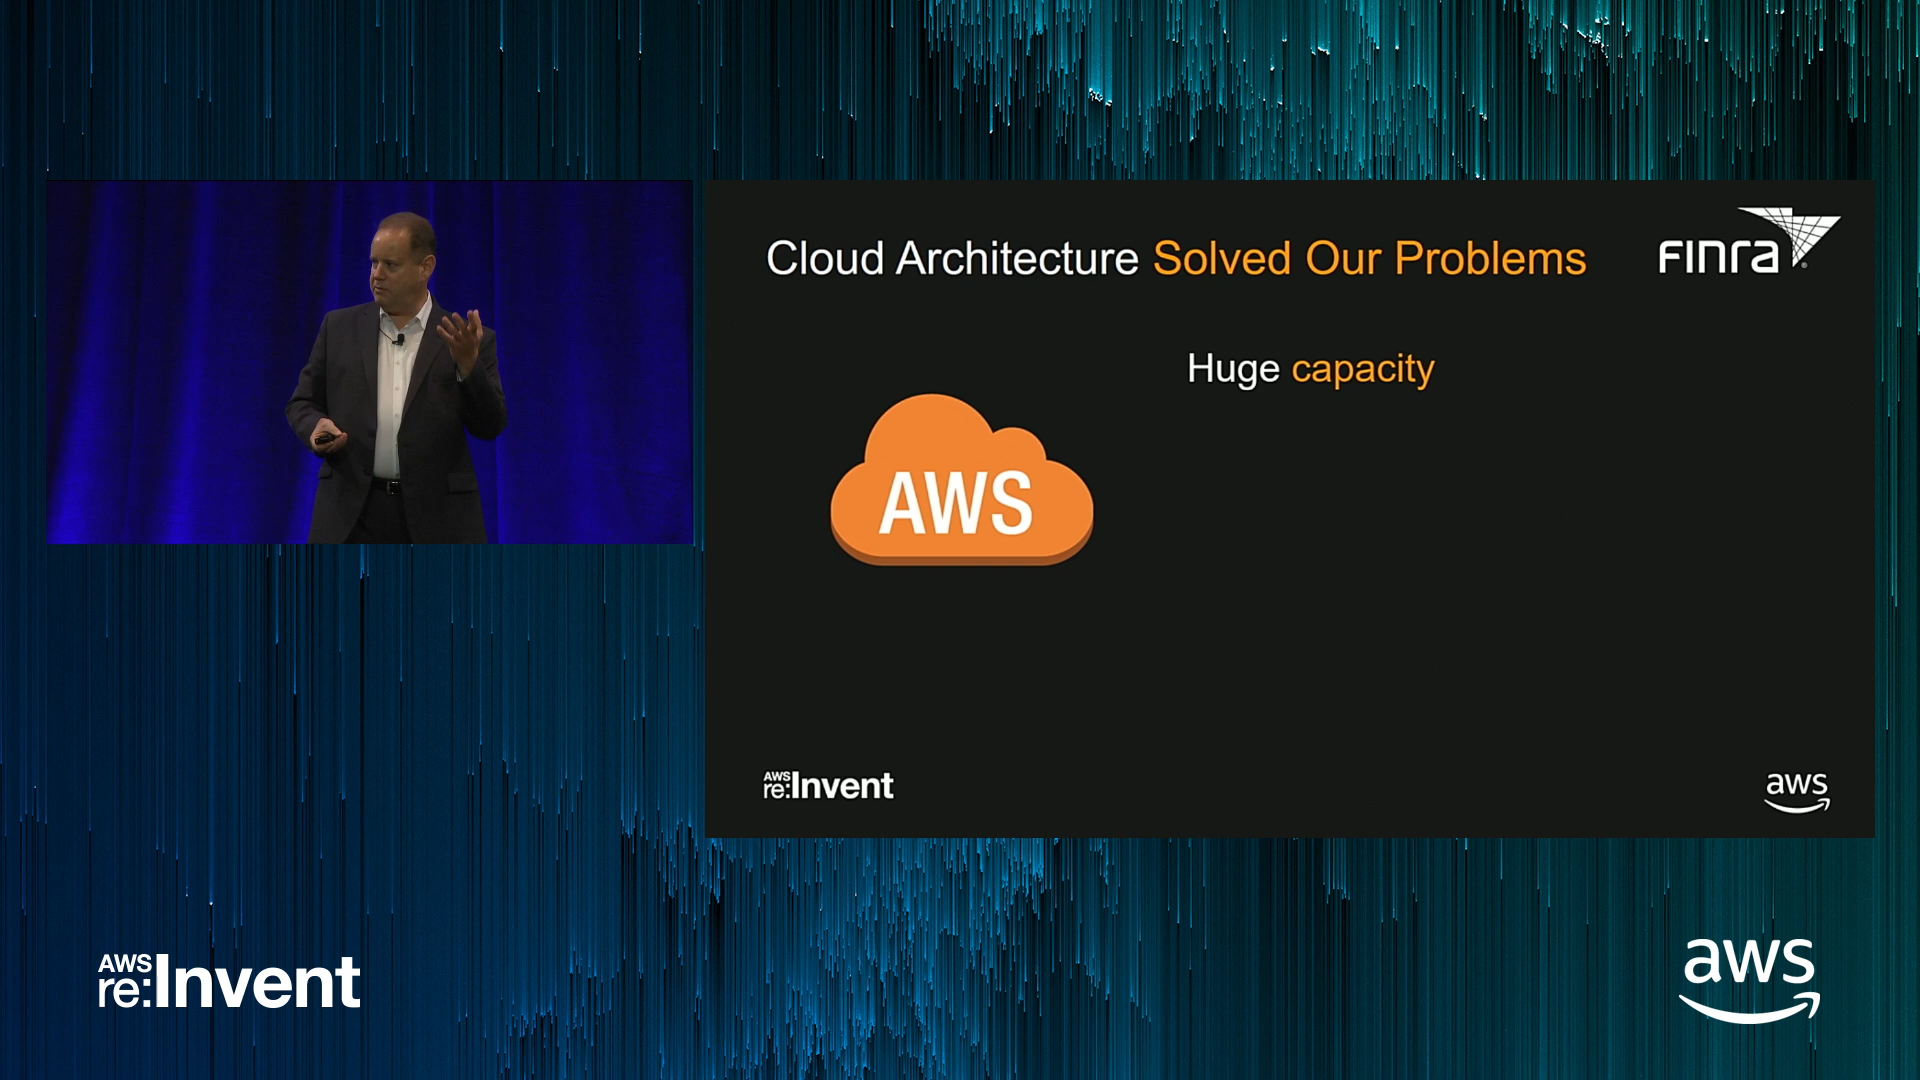 Cloud Architecture Solved Our Problems
finra
Huge capacity
AWS
AWS
re:Invent
aws
AWS
re:Invent
aws